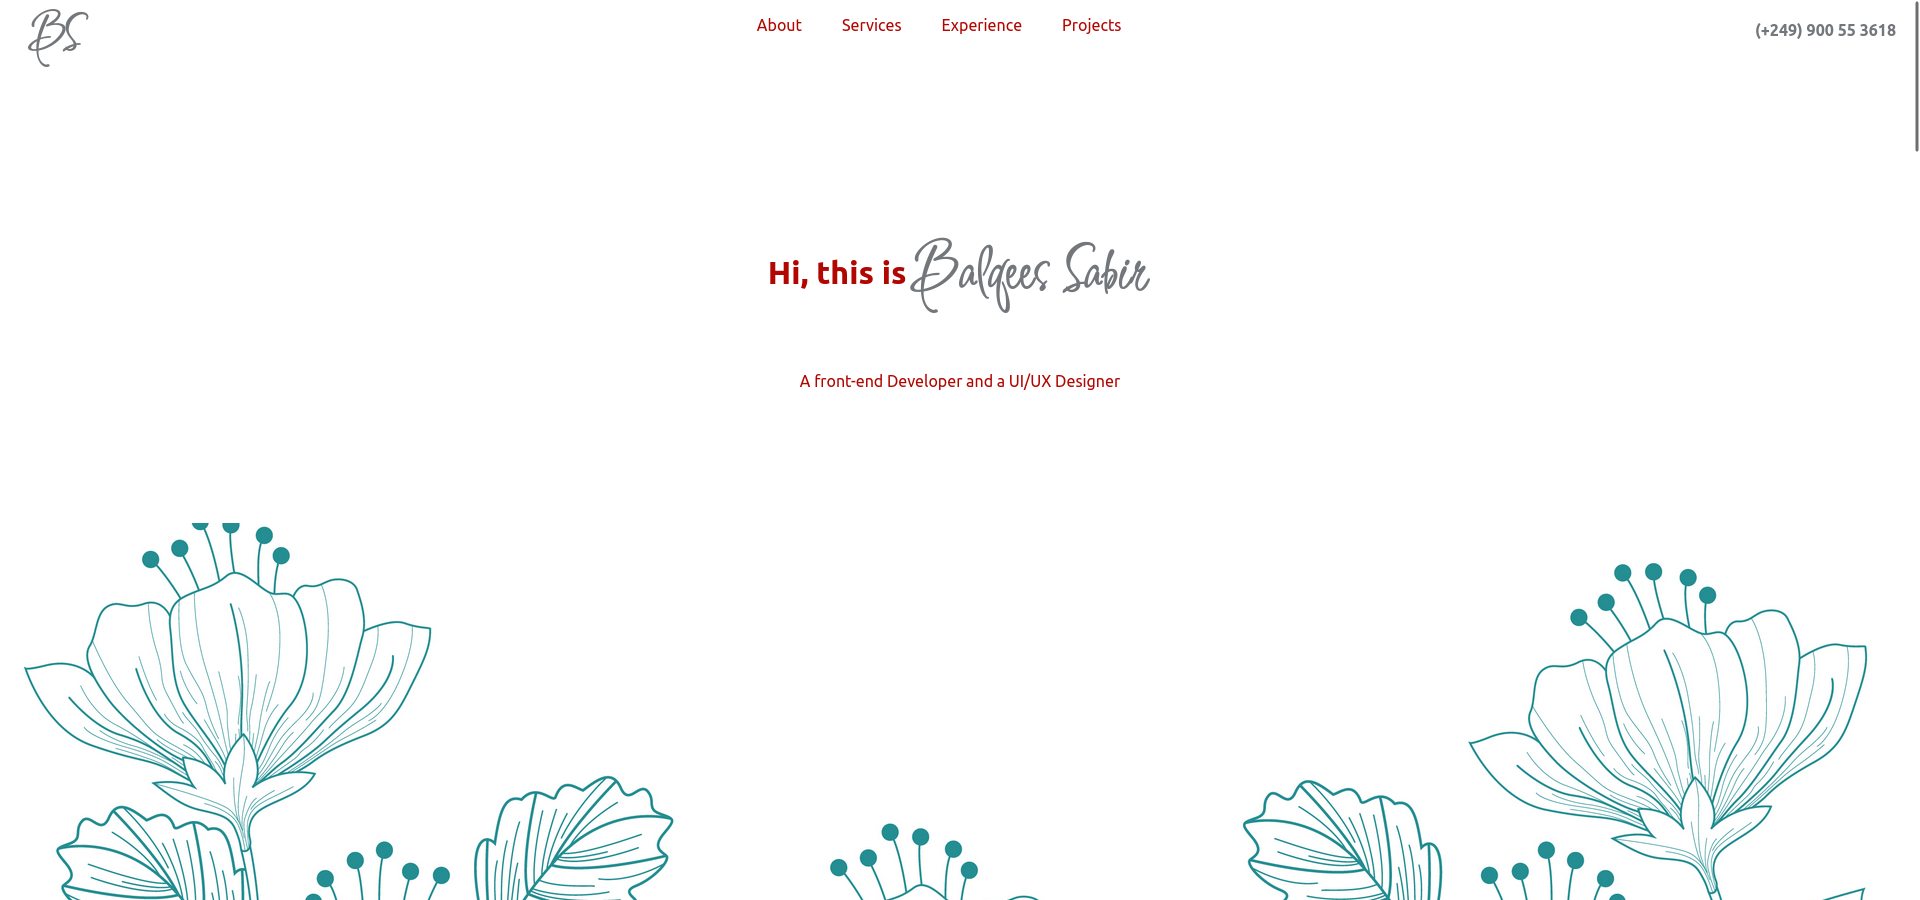 BS
About Services Experience Projects
(+249) 900 55 3618
Hi, this is Balqees Sabir
A front-end Developer and a UI/UX Designer